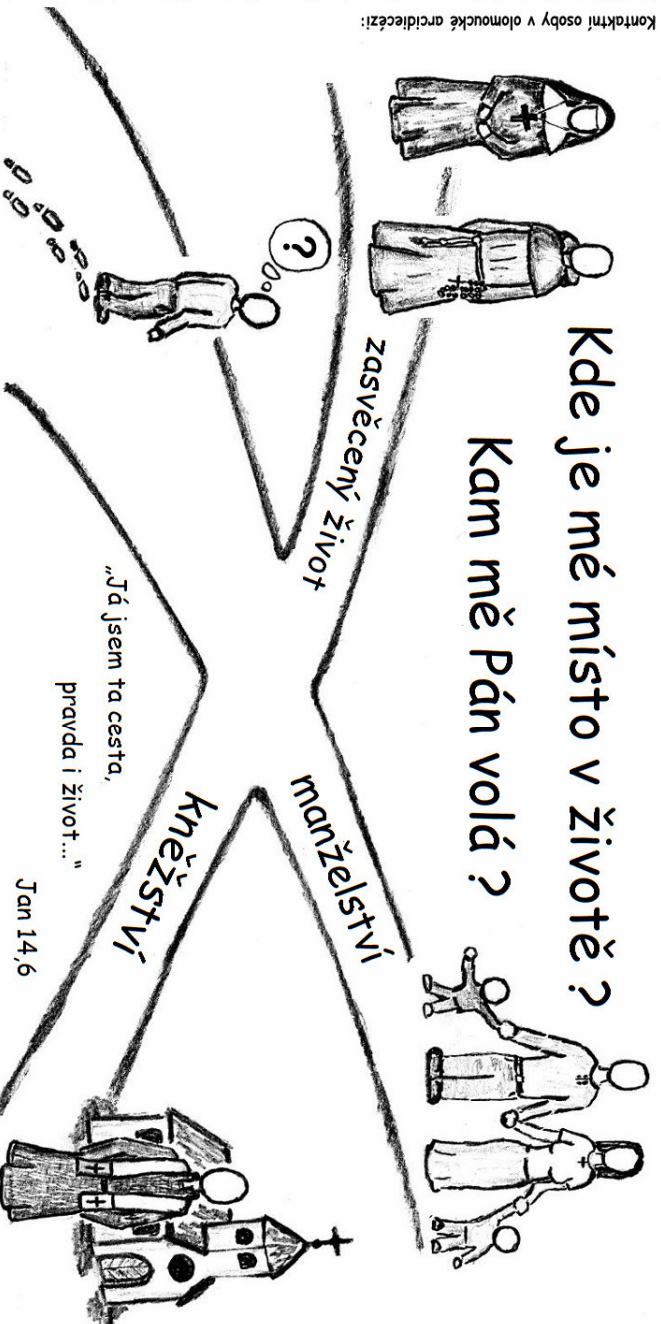 Kontaktní osoby v olomoucké arcidiecézi:
Kde je mé místo v životě ?
Kam mě Pán volá ?
?
zasvěcený život
manželství
kněžství
„Já jsem ta cesta,
pravda i život..."
Jan 14,6